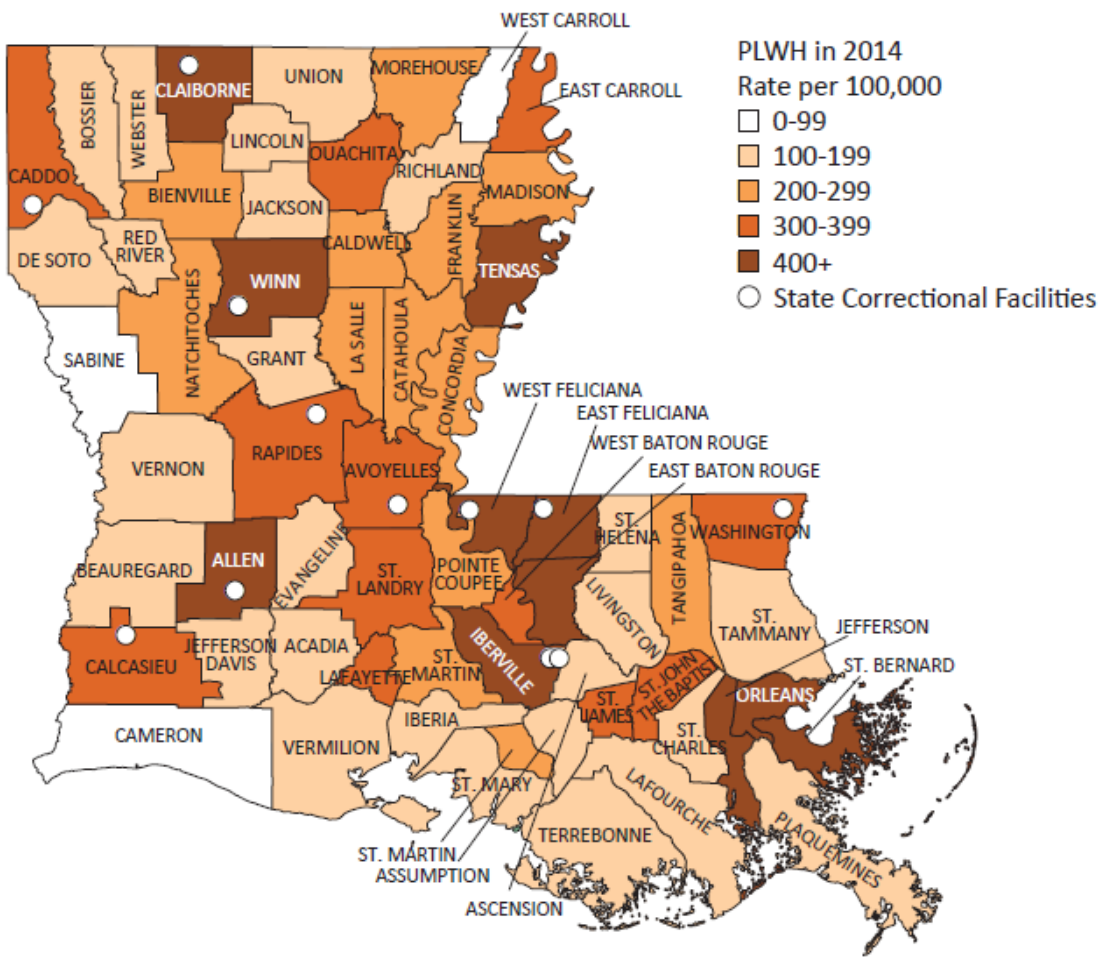 WEST CARROLL
PLWH in 2014
Rate per 100,000
0-99
100-199
200-299
300-399
400+
State Correctional Facilities
UNION
MOREHOUSE
CLAIBORNE
EAST CARROLL
BOSSIER
WEBSTER
LINCOLN
OUACHITA
RICHLAND
CADDO
BIENVILLE
JACKSON
MADISON
FRANKLIN
RED
RIVER
CALDWELL
DE SOTO
WINN
TENSAS
NATCHITOCHES
LA SALLE
CATAHOULA
CONCORDIA
SABINE
GRANT
WEST FELICIANA
EAST FELICIANA
WEST BATON ROUGE
EAST BATON ROUGE
VERNON
RAPIDES
AVOYELLES
ST.
HELENA
TANGIPAHOA
WASHINGTON
BEAUREGARD
ALLEN
EVANGELINE
ST.
LANDRY
POINTE
COUPEE
LIVINGSTON
ST.
TAMMANY
JEFFERSON
ST. BERNARD
CALCASIEU
JEFFERSON
DAVIS
ACADIA
LAFAYETTE
ST.
MARTIN
IBERVILLE
ST. JOHN
THE BAPTIST
ST.
JAMES
ORLEANS
CAMERON
VERMILION
IBERIA
ST.
CHARLES
ST. MARY
LAFOURCHE
TERREBONNE
PLAQUEMINES
ST. MARTIN
ASSUMPTION
ASCENSION